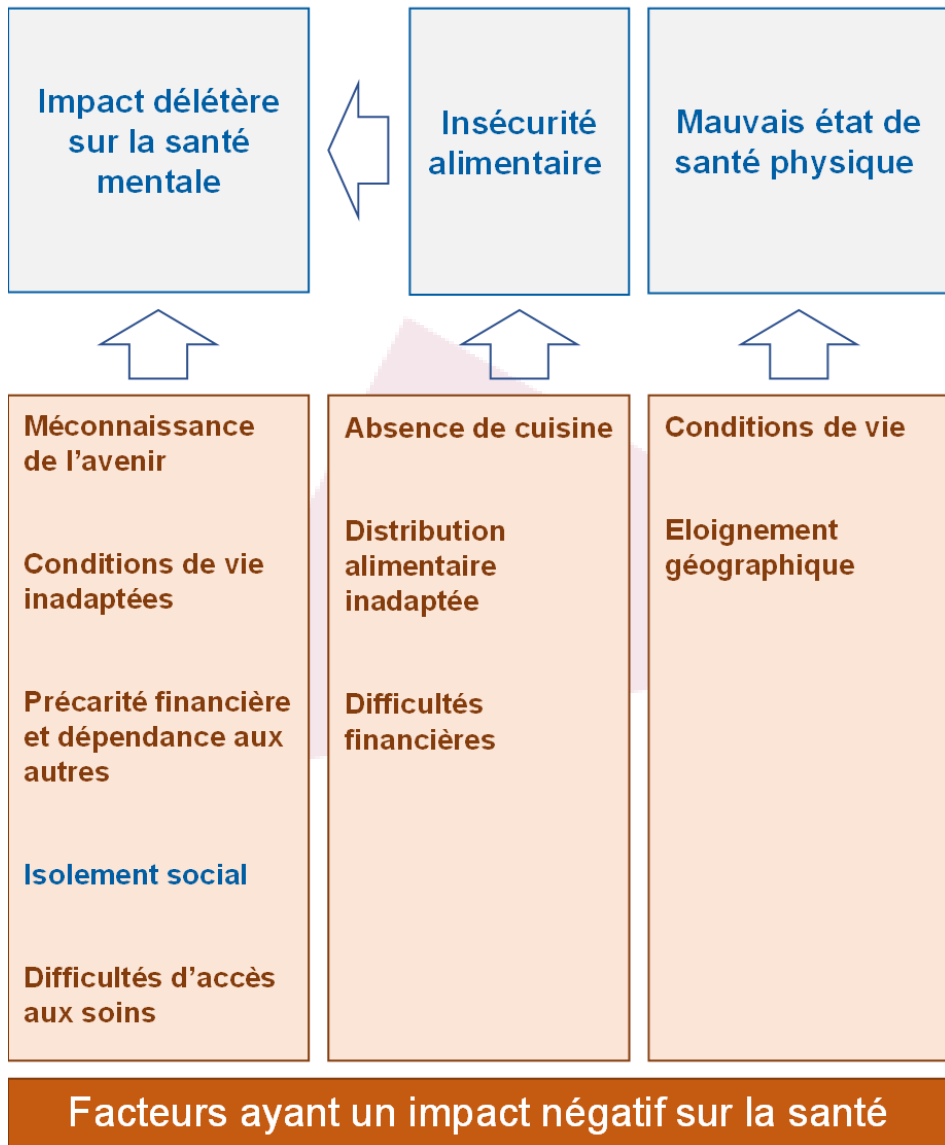 Impact délétère
sur la santé
mentale
Insécurité
alimentaire
Mauvais état de
santé physique
Méconnaissance
de l'avenir
Conditions de vie
inadaptées
Précarité financière
et dépendance aux
autres
Isolement social
Difficultés d'accès
aux soins
Absence de cuisine
Distribution
alimentaire
inadaptée
Difficultés
financières
Conditions de vie
Eloignement
géographique
Facteurs ayant un impact négatif sur la santé